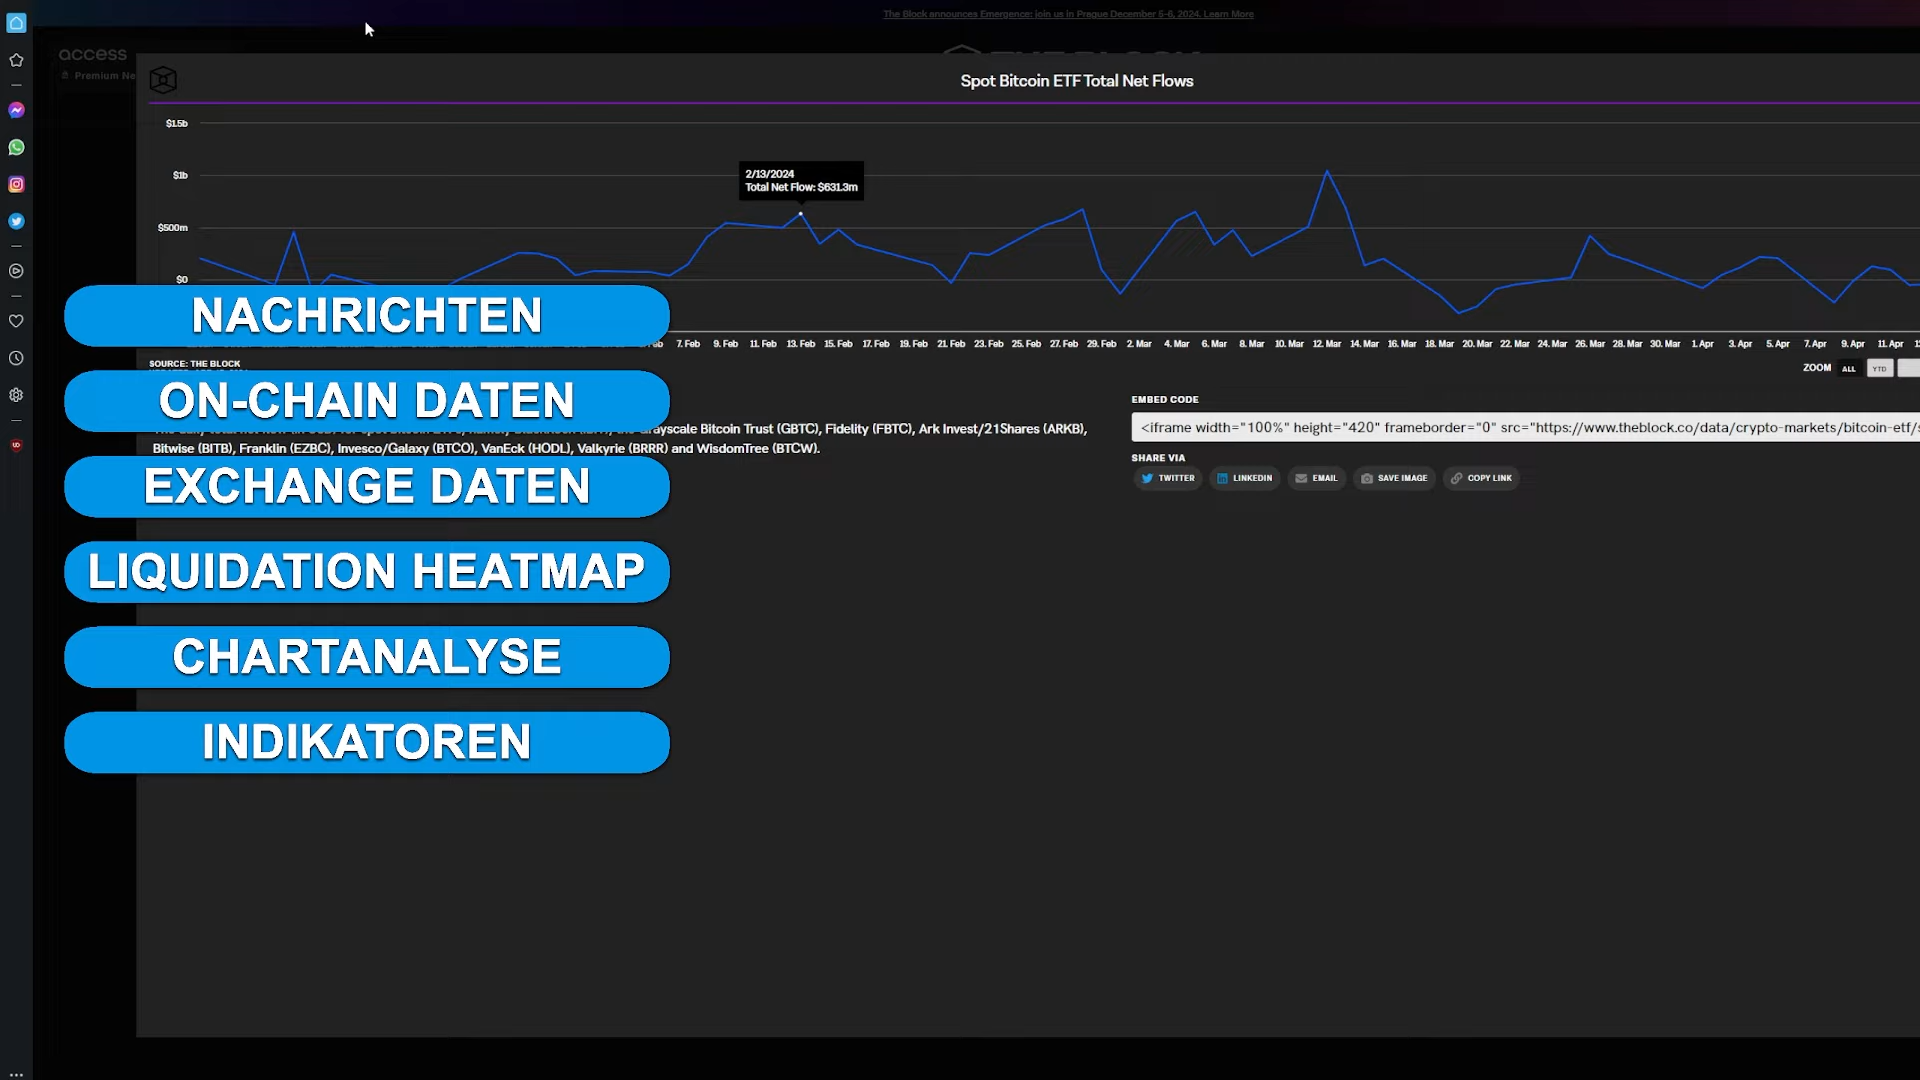 The Block announces Emergence: join us in Prague December 5-6, 2024. Learn More
access
Premium Ne
Spot Bitcoin ETF Total Net Flows
$1.5b
$1b
$500m
$0
2/13/2024
Total Net Flow: $631.3m
7. Feb 9. Feb 11. Feb 13. Feb 15. Feb 17. Feb 19. Feb 21. Feb 23. Feb 25. Feb 27. Feb 29. Feb 2. Mar 4. Mar 6. Mar 8. Mar 10. Mar 12. Mar 14. Mar 16. Mar 18. Mar 20. Mar 22. Mar 24. Mar 26. Mar 28. Mar 30. Mar 1. Apr 3. Apr 5. Apr 7. Apr 9. Apr 11. Apr
SOURCE: THE BLOCK
ZOOM ALL YTD
NACHRICHTEN
ON-CHAIN DATEN
EXCHANGE DATEN
LIQUIDATION HEATMAP
CHARTANALYSE
INDIKATOREN
Grayscale Bitcoin Trust (GBTC), Fidelity (FBTC), Ark Invest/21Shares (ARKB),
Bitwise (BITB), Franklin (EZBC), Invesco/Galaxy (BTCO), VanEck (HODL), Valkyrie (BRRR) and WisdomTree (BTCW).
EMBED CODE
<iframe width="100%" height="420" frameborder="0" src="https://www.theblock.co/data/crypto-markets/bitcoin-etf/s
SHARE VIA
TWITTER LINKEDIN EMAIL SAVE IMAGE COPY LINK